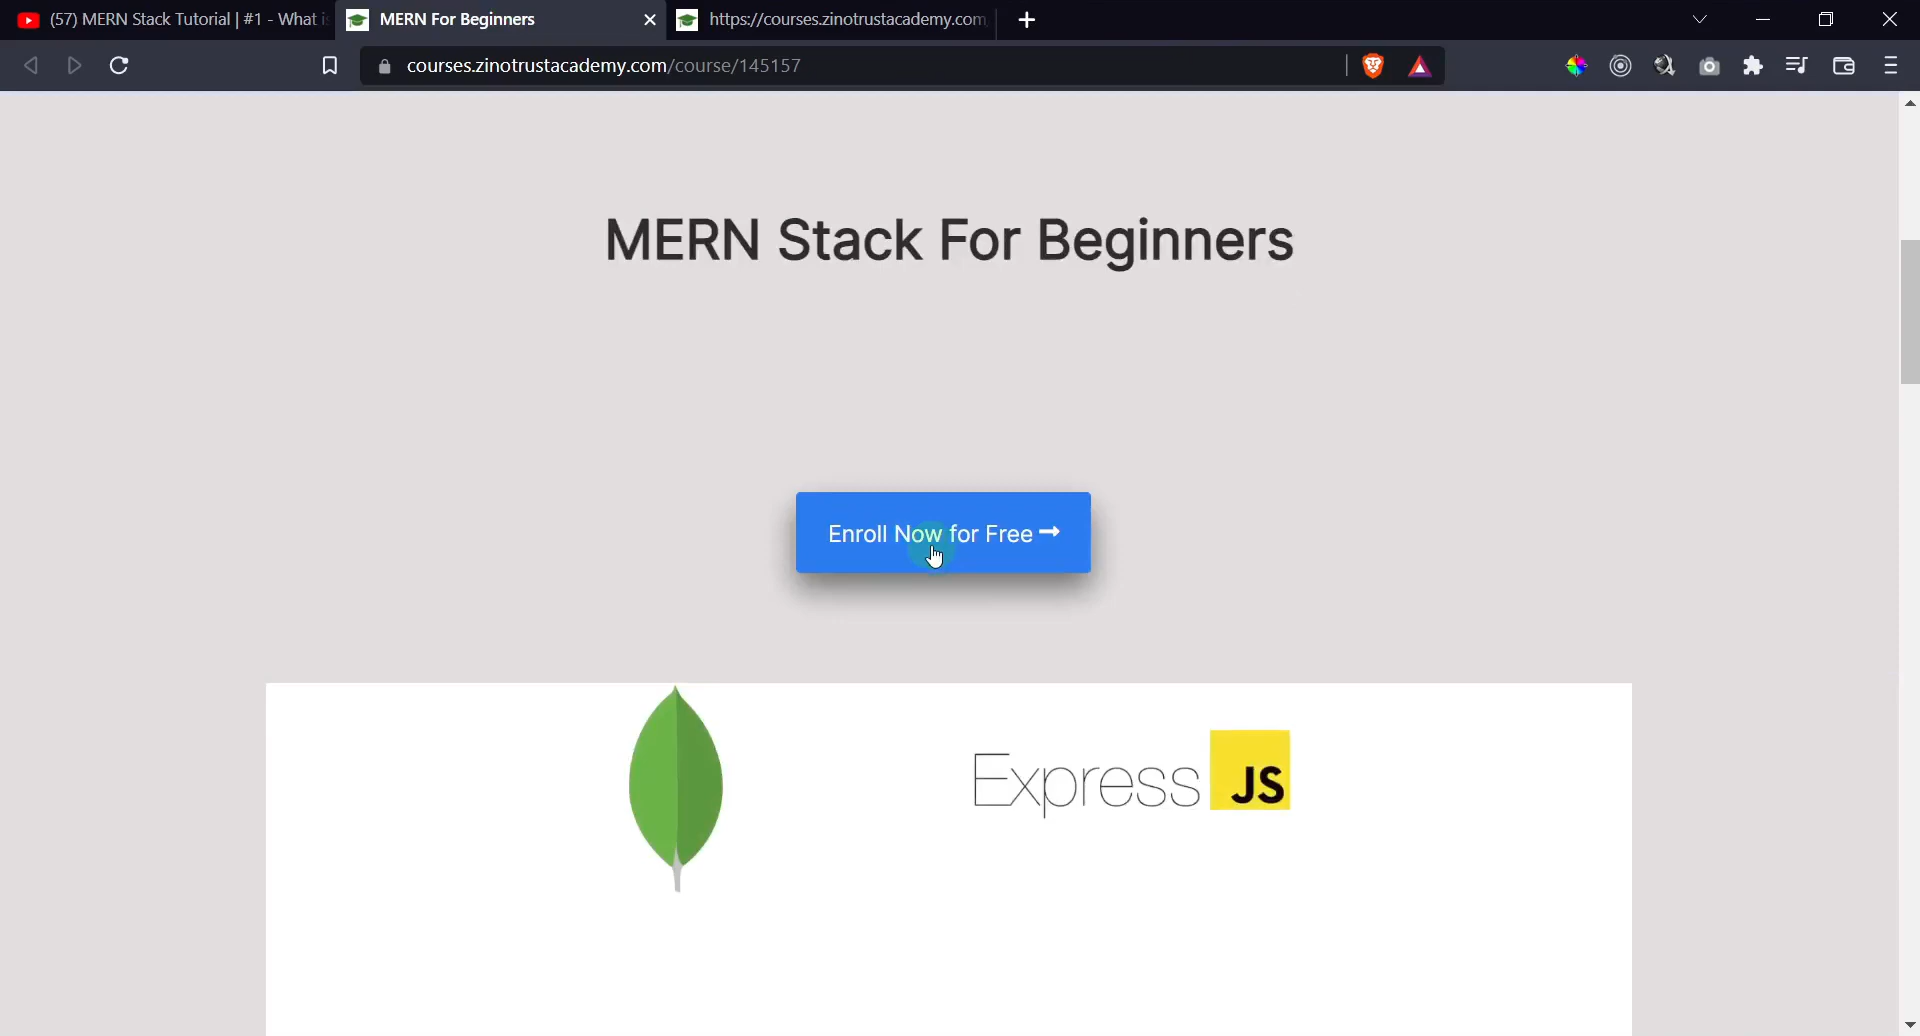 (57) MERN Stack Tutorial | #1 - What is
MERN For Beginners
https://courses.zinotrustacademy.com
courses.zinotrustacademy.com/course/145157
MERN Stack For Beginners
Enroll Now for Free
Express JS